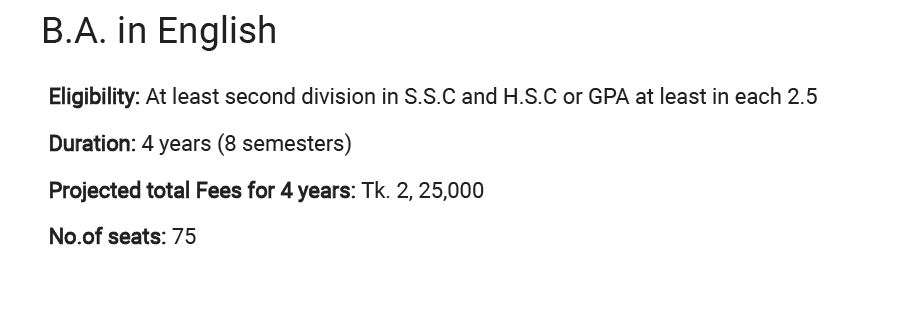 B.A. in English
Eligibility: At least second division in S.S.C and H.S.C or GPA at least in each 2.5
Duration: 4 years (8 semesters)
Projected total Fees for 4 years: Tk. 2, 25,000
No.of seats: 75